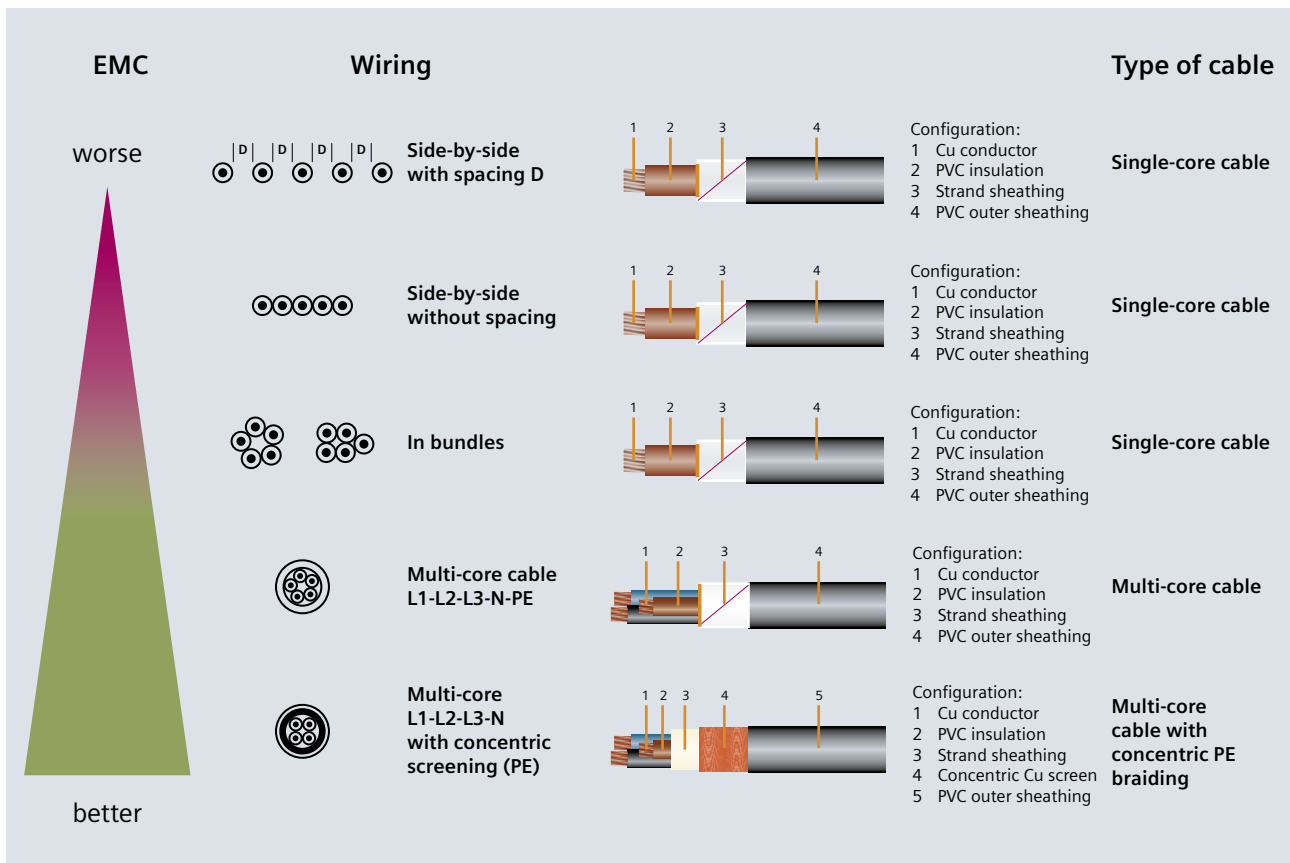 EMC Wiring Type of cable
worse
D D D D
Side-by-side
with spacing D
1 2 3 4
Configuration:
1 Cu conductor
2 PVC insulation
3 Strand sheathing
4 PVC outer sheathing
Single-core cable
Side-by-side
without spacing
1 2 3 4
Configuration:
1 Cu conductor
2 PVC insulation
3 Strand sheathing
4 PVC outer sheathing
Single-core cable
In bundles
1 2 3 4
Configuration:
1 Cu conductor
2 PVC insulation
3 Strand sheathing
4 PVC outer sheathing
Single-core cable
Multi-core cable
L1-L2-L3-N-PE
1 2 3 4
Configuration:
1 Cu conductor
2 PVC insulation
3 Strand sheathing
4 PVC outer sheathing
Multi-core cable
Multi-core
L1-L2-L3-N
with concentric
screening (PE)
1 2 3 4 5
Configuration:
1 Cu conductor
2 PVC insulation
3 Strand sheathing
4 Concentric Cu screen
5 PVC outer sheathing
Multi-core
cable with
concentric PE
braiding
better